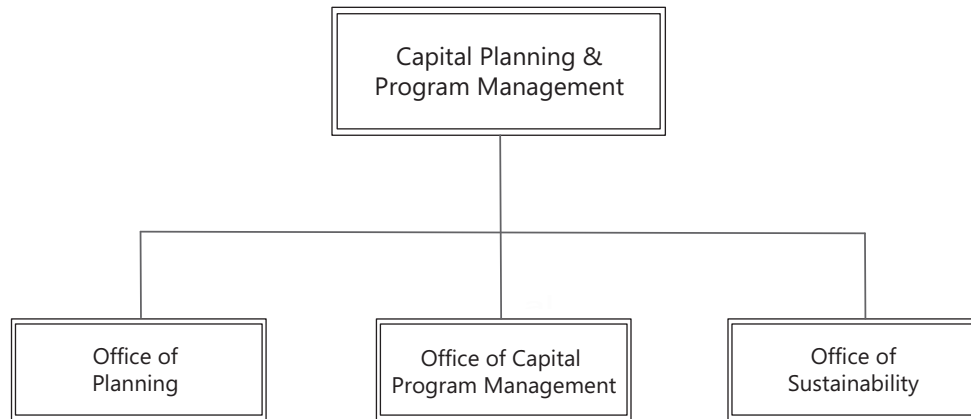 Capital Planning &
Program Management
Office of
Planning
Office of Capital
Program Management
Office of
Sustainability